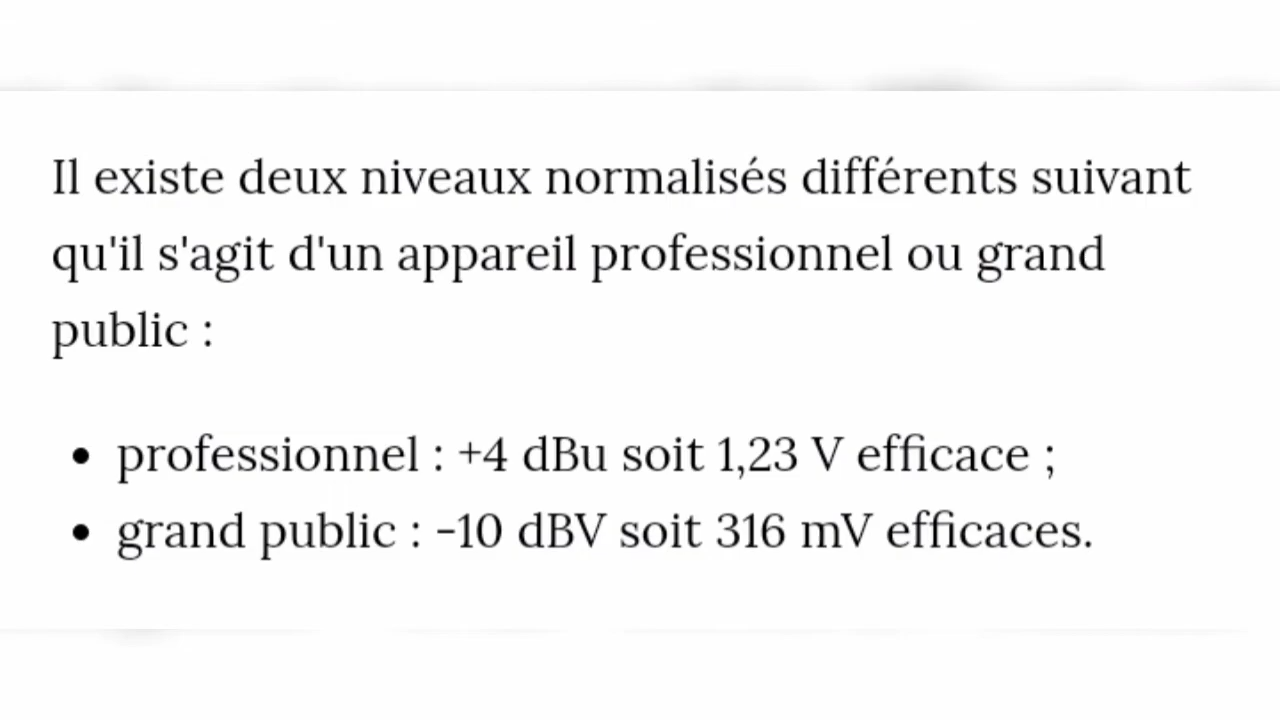 Il existe deux niveaux normalisés différents suivant
qu'il s'agit d'un appareil professionnel ou grand
public :
• professionnel : +4 dBu soit 1,23 V efficace ;
• grand public : -10 dBV soit 316 mV efficaces.